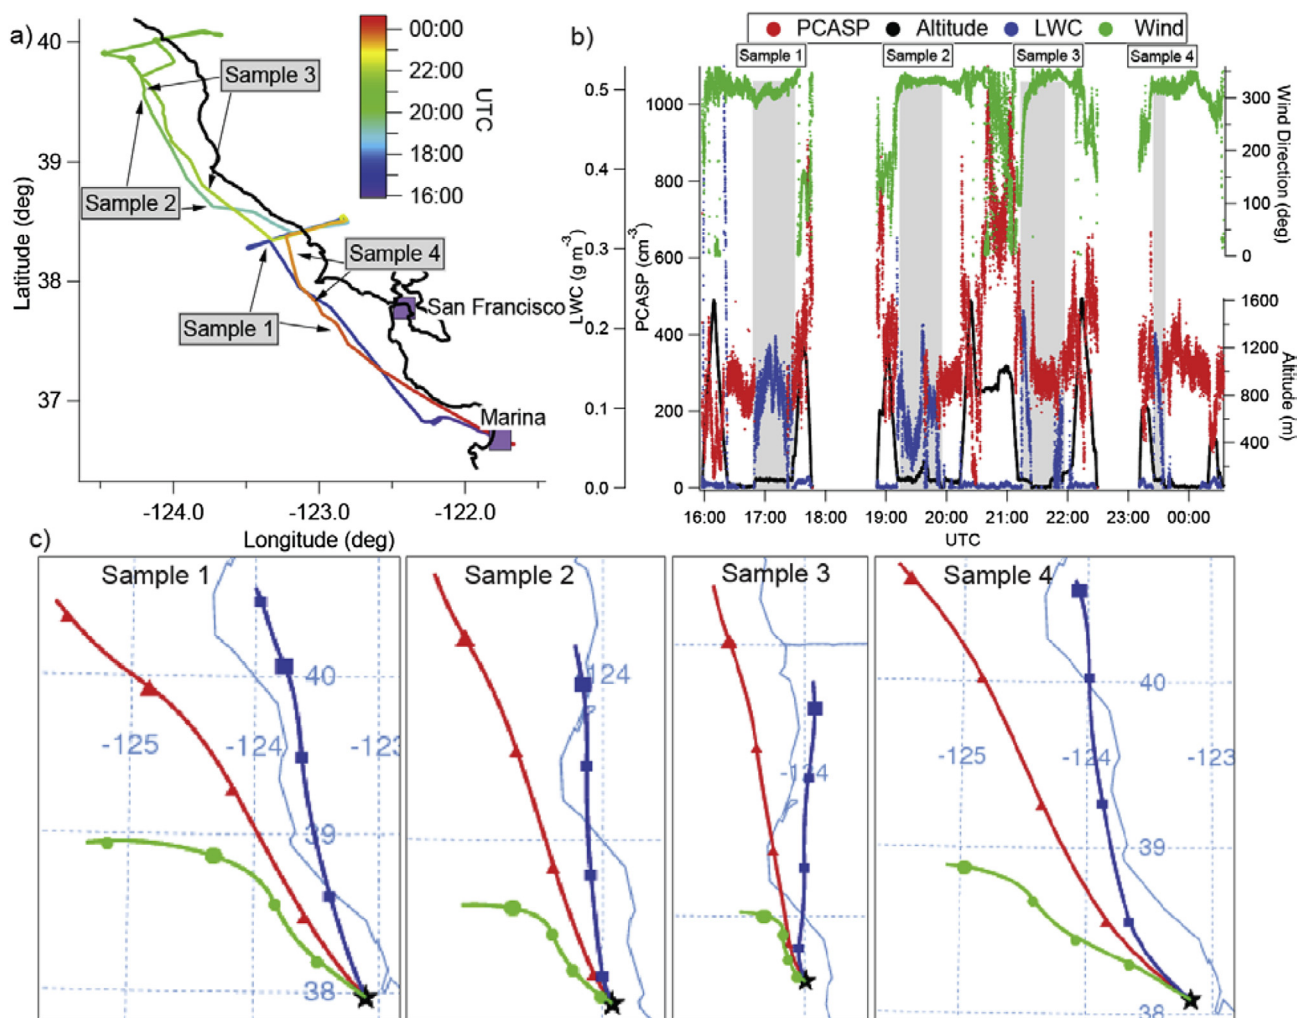 a)
40
39
38
37
Latitude (deg)
-124.0
-123.0
-122.0
Longitude (deg)
00:00
22:00
20:00
18:00
16:00
UTC
Sample 3
Sample 2
Sample 4
Sample 1
San Francisco
Marina
b)
PCASP Altitude LWC Wind
Sample 1 Sample 2 Sample 3 Sample 4
0.5
0.4
0.3
0.2
0.1
0.0
LWC (g m-3)
1000
800
600
400
200
0
PCASP (cm-3)
300
200
100
0
Wind Direction (deg)
1600
1200
800
400
Altitude (m)
16:00 17:00 18:00 19:00 20:00 21:00 22:00 23:00 00:00
UTC
c)
Sample 1
40
-125
-124
-123
39
38
Sample 2
124
Sample 3
-124
Sample 4
40
-125
-124
-123
39
38